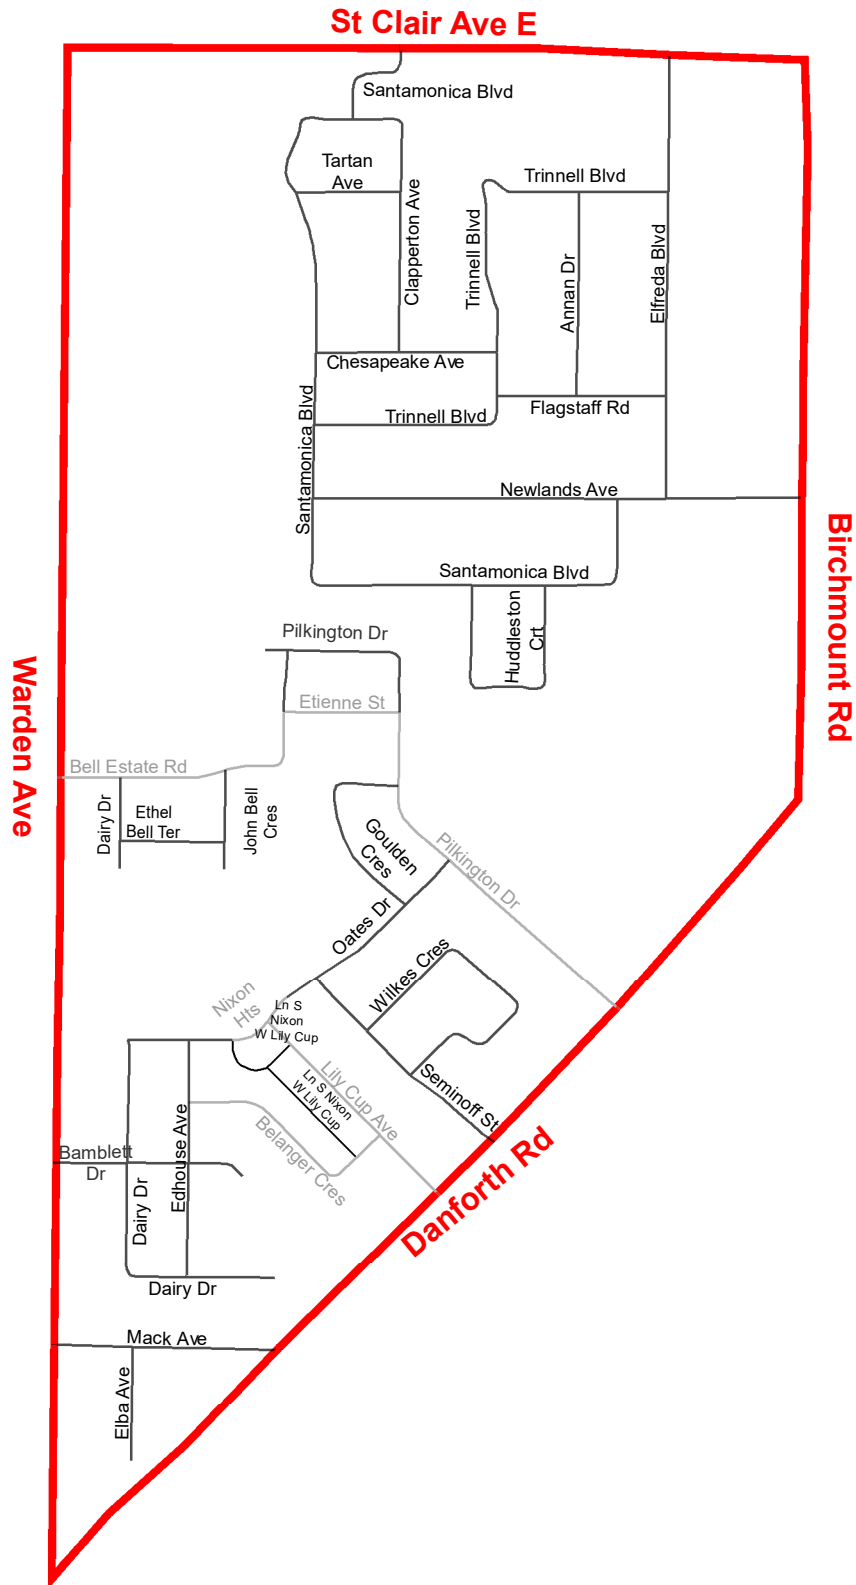 St Clair Ave E
Santamonica Blvd
Tartan
Ave
Trinnell Blvd
Clapperton Ave
Trinnell Blvd
Annan Dr
Elfreda Blvd
Chesapeake Ave
Santamonica Blvd
Trinnell Blvd
Flagstaff Rd
Newlands Ave
Birchmount Rd
Santamonica Blvd
Huddleston
Crt
Pilkington Dr
Warden Ave
Etienne St
Bell Estate Rd
Dairy Dr
Ethel
Bell Ter
John Bell
Cres
Goulden
Cres
Pilkington Dr
Oates Dr
Wilkes Cres
Nixon
Hts
Ln S
Nixon
W Lily Cup
Lily Cup Ave
Ln S Nixon
W Lily Cup
Seminoff St
Belanger Cres
Edhouse Ave
Bamblett
Dr
Dairy Dr
Danforth Rd
Dairy Dr
Mack Ave
Elba Ave